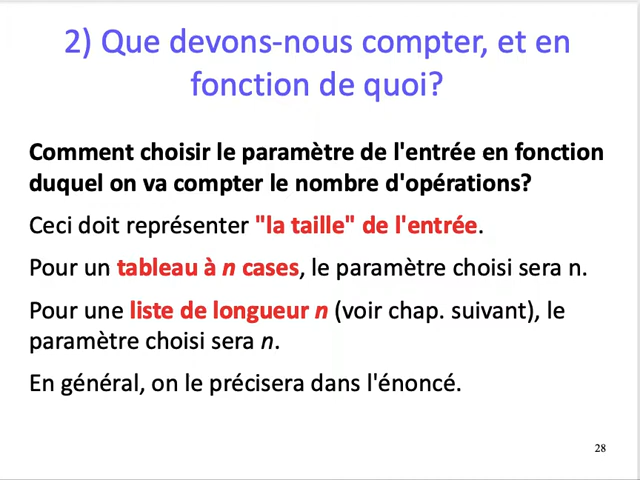 2) Que devons-nous compter, et en
fonction de quoi?
Comment choisir le paramètre de l'entrée en fonction
duquel on va compter le nombre d'opérations?
Ceci doit représenter "la taille" de l'entrée.
Pour un tableau à n cases, le paramètre choisi sera n.
Pour une liste de longueur n (voir chap. suivant), le
paramètre choisi sera n.
En général, on le précisera dans l'énoncé.
28